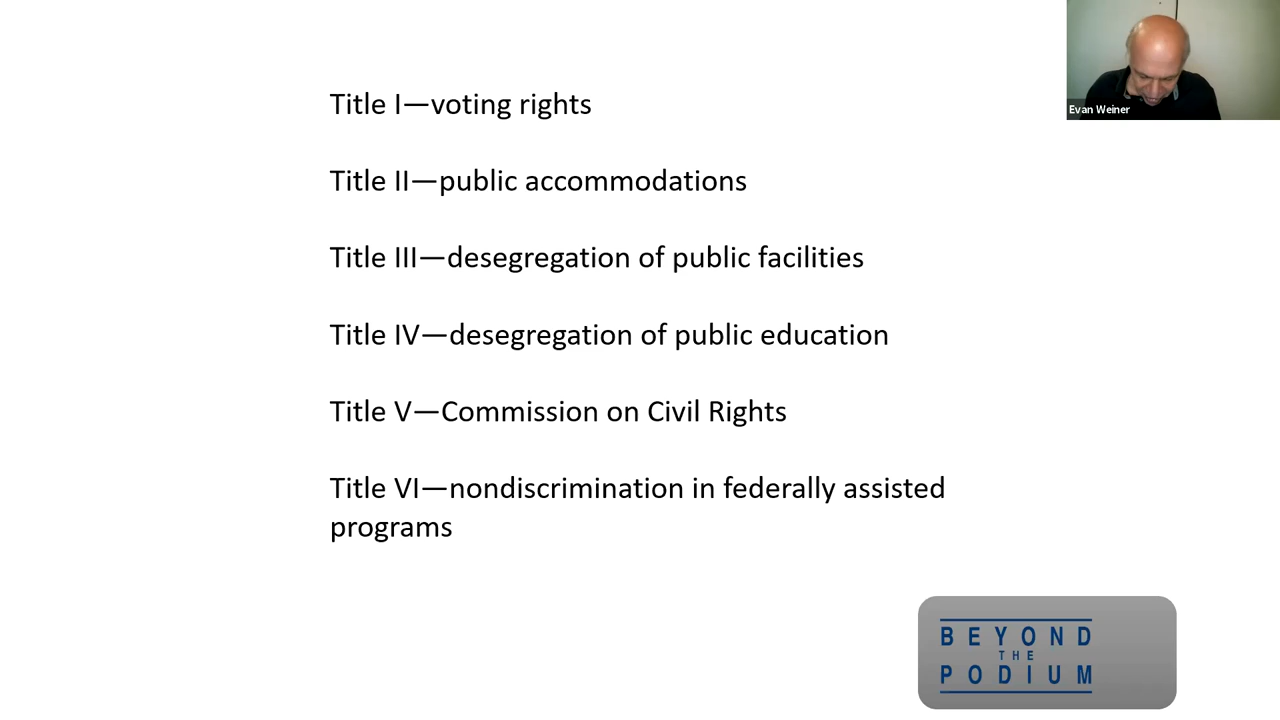 Title I—voting rights
Title II—public accommodations
Title III—desegregation of public facilities
Title IV—desegregation of public education
Title V—Commission on Civil Rights
Title VI—nondiscrimination in federally assisted
programs
Evan Weiner
BEYOND
THE
PODIUM